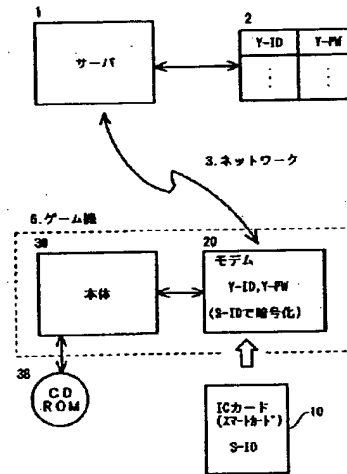 1
サーバ
2
Y-ID Y-PW
3.ネットワーク
6.ゲーム機
30
本体
20
モデム
Y-ID,Y-PW
(S-IDで暗号化)
38
CD
ROM
ICカード
(スマートカード)
S-ID
10